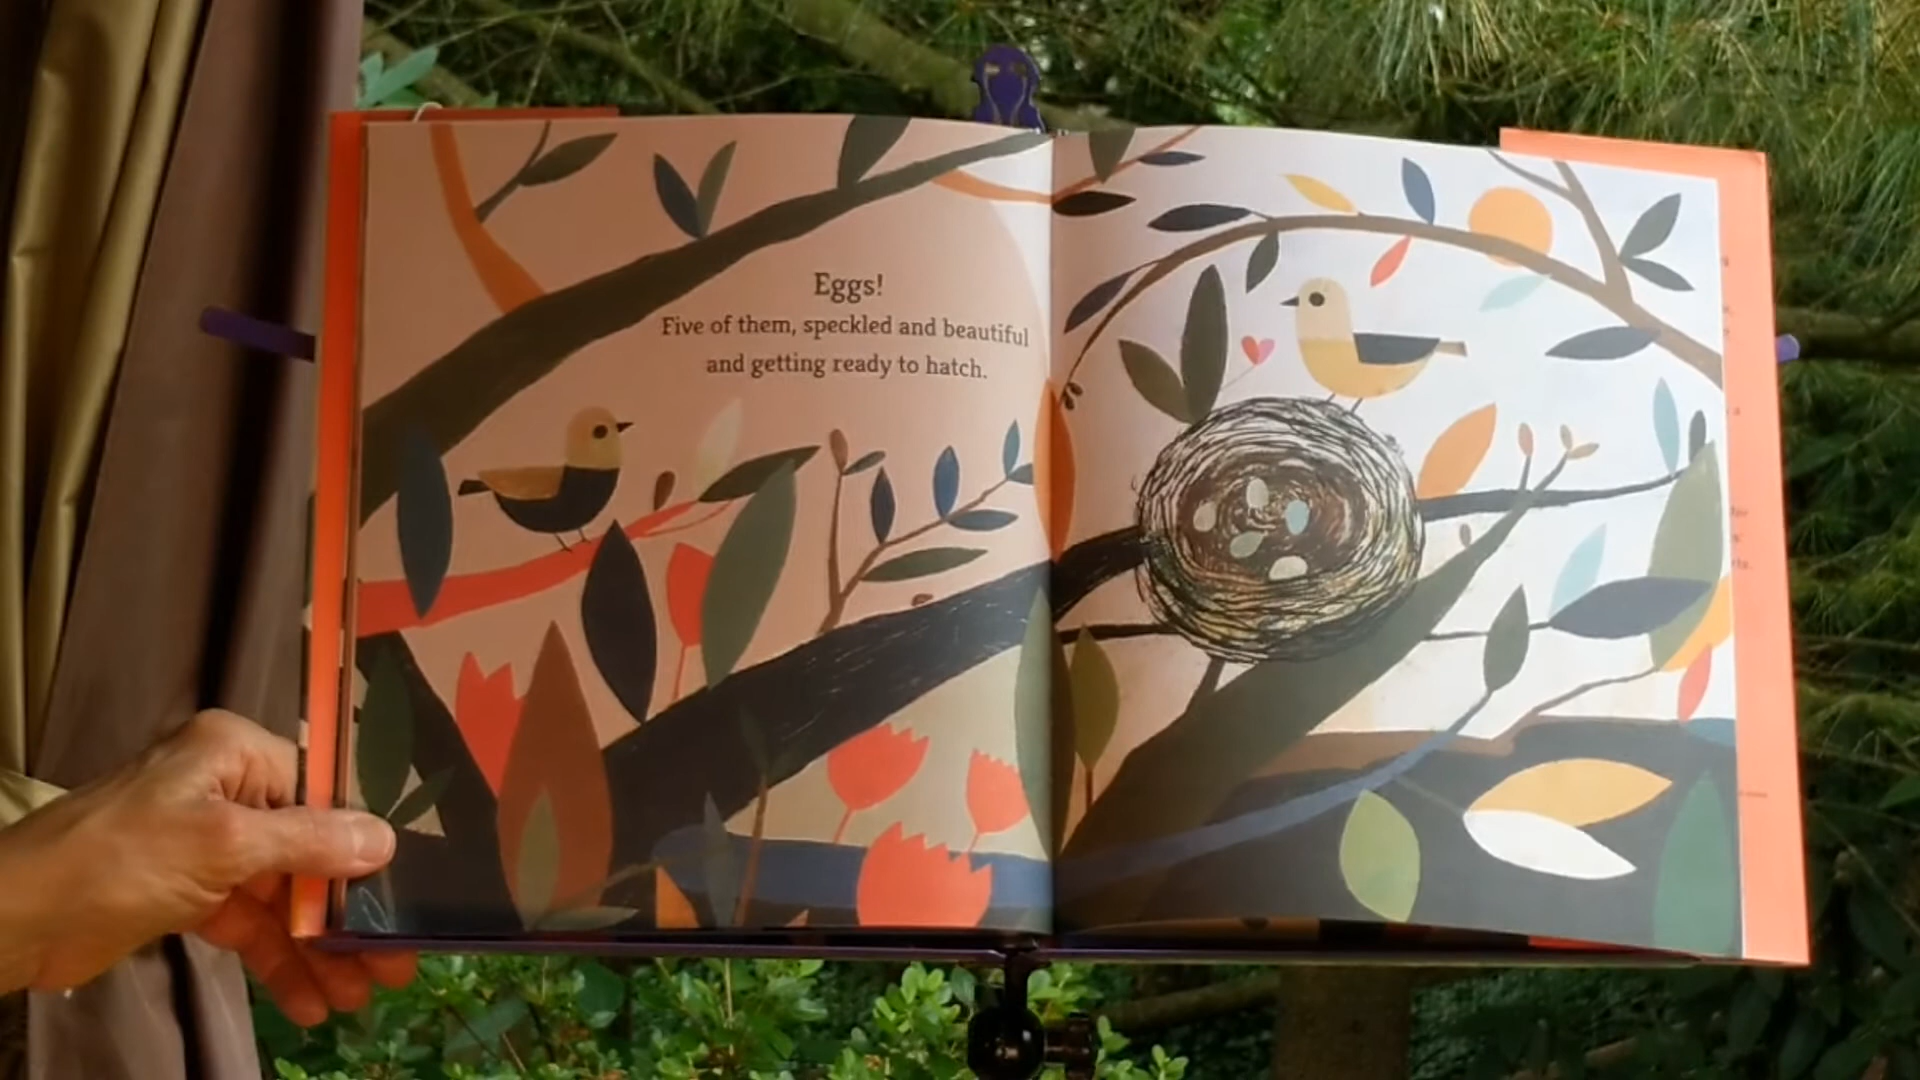 Eggs!
Five of them, speckled and beautiful
and getting ready to hatch.